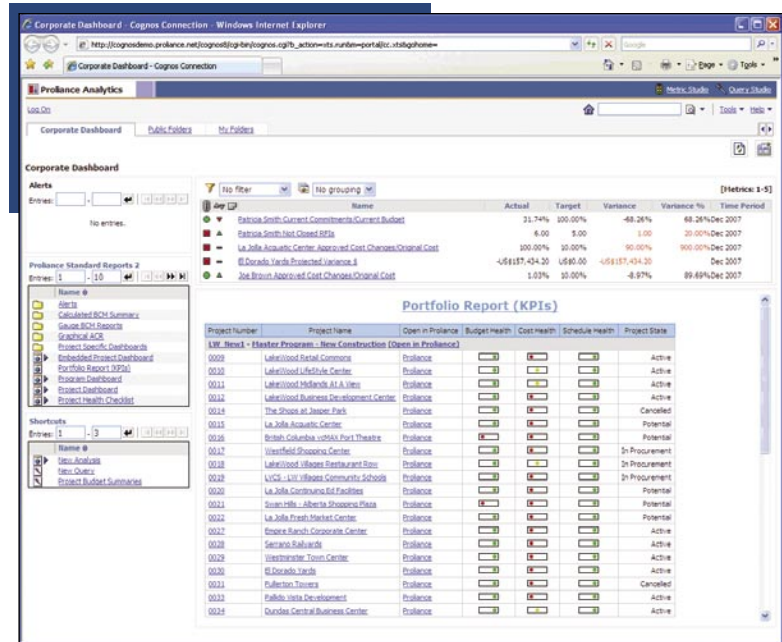 Corporate Dashboard - Cognos Connection - Windows Internet Explorer
Google
Corporate Dashboard - Cognos Connection
Page
Tools
Proliance Analytics
Metric Studio
Query Studio
Log On
Tools
Help
Corporate Dashboard
Public Folders
My Folders
Corporate Dashboard
Alerts
Entries: -
No entries.
No filter
No grouping
[Metrics: 1-5]
Name Actual Target Variance Variance % Time Period
Patricia Smith Current Commitments/Current Budget 31.74% 100.00% -68.26% 68.26% Dec 2007
Patricia Smith Not Closed RFIs 6.00 5.00 1.00 20.00% Dec 2007
La Jolla Acquatic Center Approved Cost Changes/Original Cost 100.00% 10.00% 90.00% 900.00% Dec 2007
El Dorado Yards Projected Variance $ -US$157,434.20 US$0.00 -US$157,434.20 Dec 2007
Joe Brown Approved Cost Changes/Original Cost 1.03% 10.00% -8.97% 89.69% Dec 2007
Proliance Standard Reports 2
Entries: 1 - 10
Name
Alerts
Calculated BCM Summary
Gauge BCM Reports
Graphical ACR
Project Specific Dashboards
Embedded Project Dashboard
Portfolio Report (KPIs)
Program Dashboard
Project Dashboard
Project Health Checklist
Shortcuts
Entries: 1 - 3
Name
New Analysis
New Query
Project Budget Summaries
Portfolio Report (KPIs)
Project Number Project Name Open in Proliance Budget Health Cost Health Schedule Health Project State
LW_New1 - Master Program - New Construction (Open in Proliance)
0009 LakeWood Retail Commons Proliance Active
0010 LakeWood LifeStyle Center Proliance Active
0011 LakeWood Midlands At A View Proliance Active
0012 LakeWood Business Development Center Proliance Active
0014 The Shops at Jasper Park Proliance Cancelled
0015 La Jolla Acquatic Center Proliance Potential
0016 British Columbia vcMAX Port Theatre Proliance Potential
0017 Westfield Shopping Center Proliance In Procurement
0018 LakeWood Villages Restaurant Row Proliance In Procurement
0019 LVCS - LW Villages Community Schools Proliance In Procurement
0020 La Jolla Continuing Ed Facilities Proliance Potential
0021 Swan Hills - Alberta Shopping Plaza Proliance Potential
0022 La Jolla Fresh Market Center Proliance Potential
0027 Empire Ranch Corporate Center Proliance Active
0028 Serrano Railyards Proliance Active
0029 Westminster Town Center Proliance Active
0030 El Dorado Yards Proliance Active
0031 Fullerton Towers Proliance Cancelled
0033 Pallido Vista Development Proliance Active
0034 Dundas Central Business Center Proliance Active